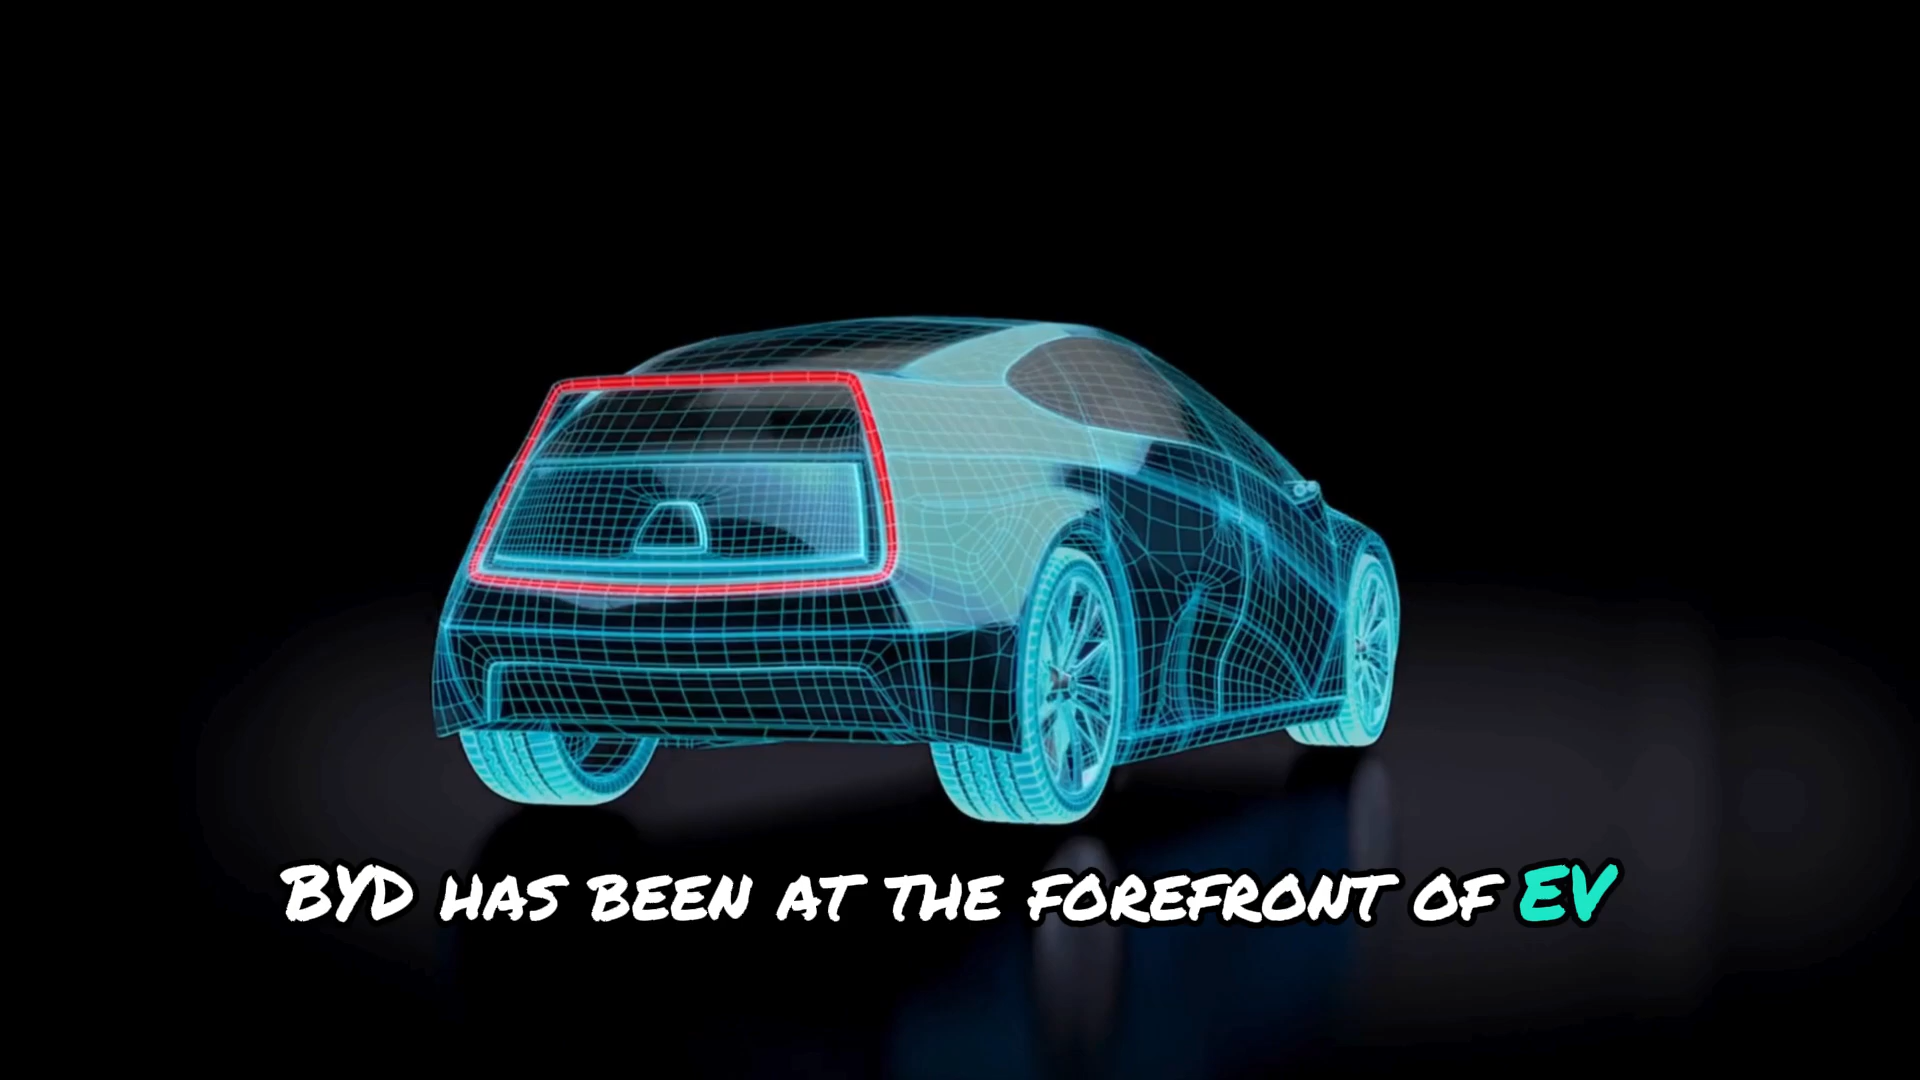 BYD HAS BEEN AT THE FOREFRONT OF EV